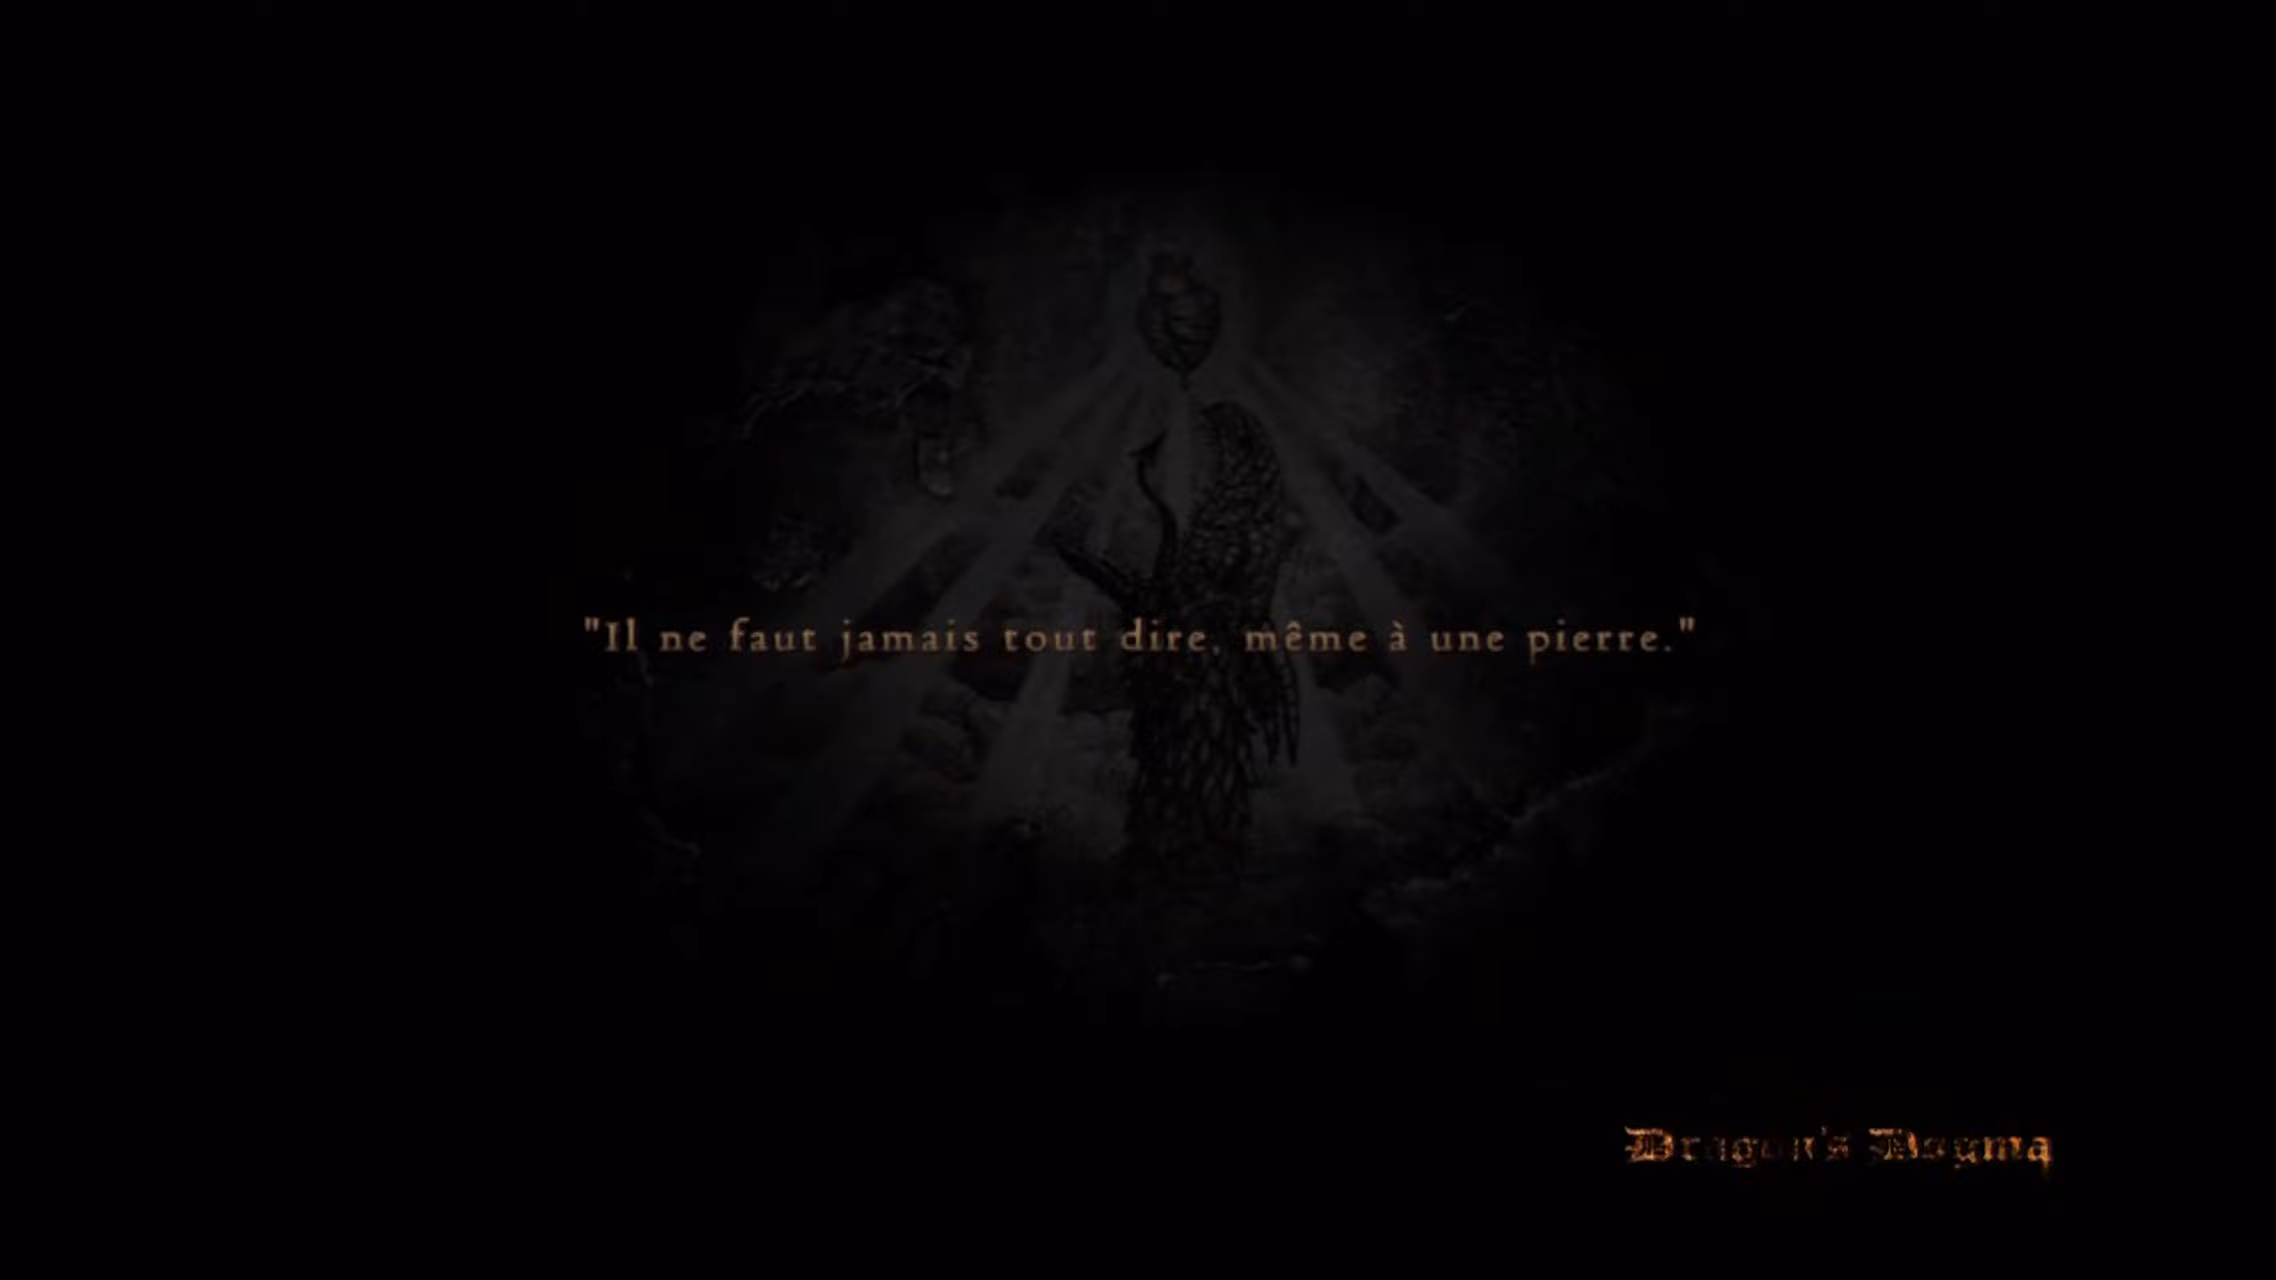 "Il ne faut jamais tout dire, même à une pierre."
Dragon's Dogma